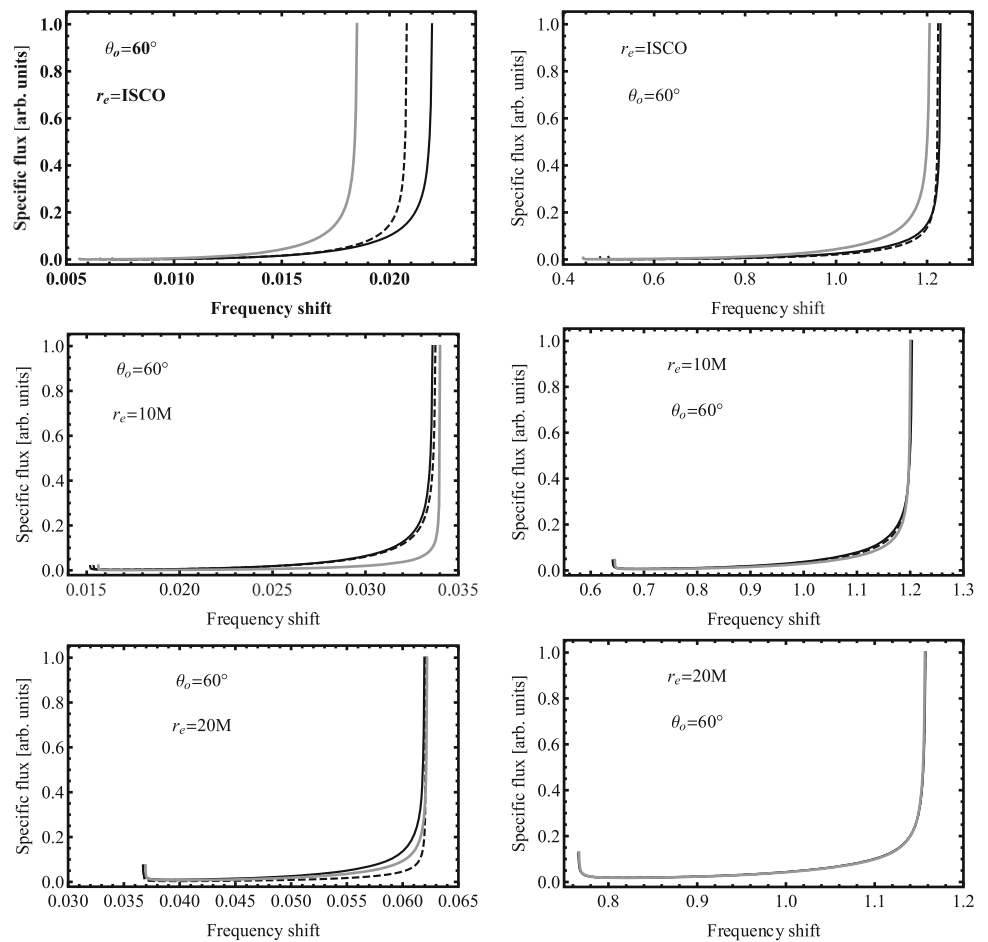 θo=60°
re=ISCO
Specific flux [arb. units]
1.0
0.8
0.6
0.4
0.2
0.0
0.005 0.010 0.015 0.020
Frequency shift
re=ISCO
θo=60°
Specific flux [arb. units]
1.0
0.8
0.6
0.4
0.2
0.0
0.4 0.6 0.8 1.0 1.2
Frequency shift
θo=60°
re=10M
Specific flux [arb. units]
1.0
0.8
0.6
0.4
0.2
0.0
0.015 0.020 0.025 0.030 0.035
Frequency shift
re=10M
θo=60°
Specific flux [arb. units]
1.0
0.8
0.6
0.4
0.2
0.0
0.6 0.7 0.8 0.9 1.0 1.1 1.2 1.3
Frequency shift
θo=60°
re=20M
Specific flux [arb. units]
1.0
0.8
0.6
0.4
0.2
0.0
0.030 0.035 0.040 0.045 0.050 0.055 0.060 0.065
Frequency shift
re=20M
θo=60°
Specific flux [arb. units]
1.0
0.8
0.6
0.4
0.2
0.0
0.8 0.9 1.0 1.1 1.2
Frequency shift